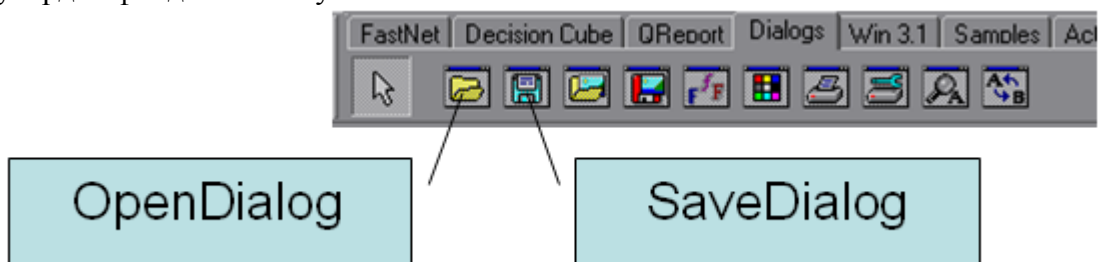 FastNet Decision Cube QReport Dialogs Win 3.1 Samples
OpenDialog
SaveDialog